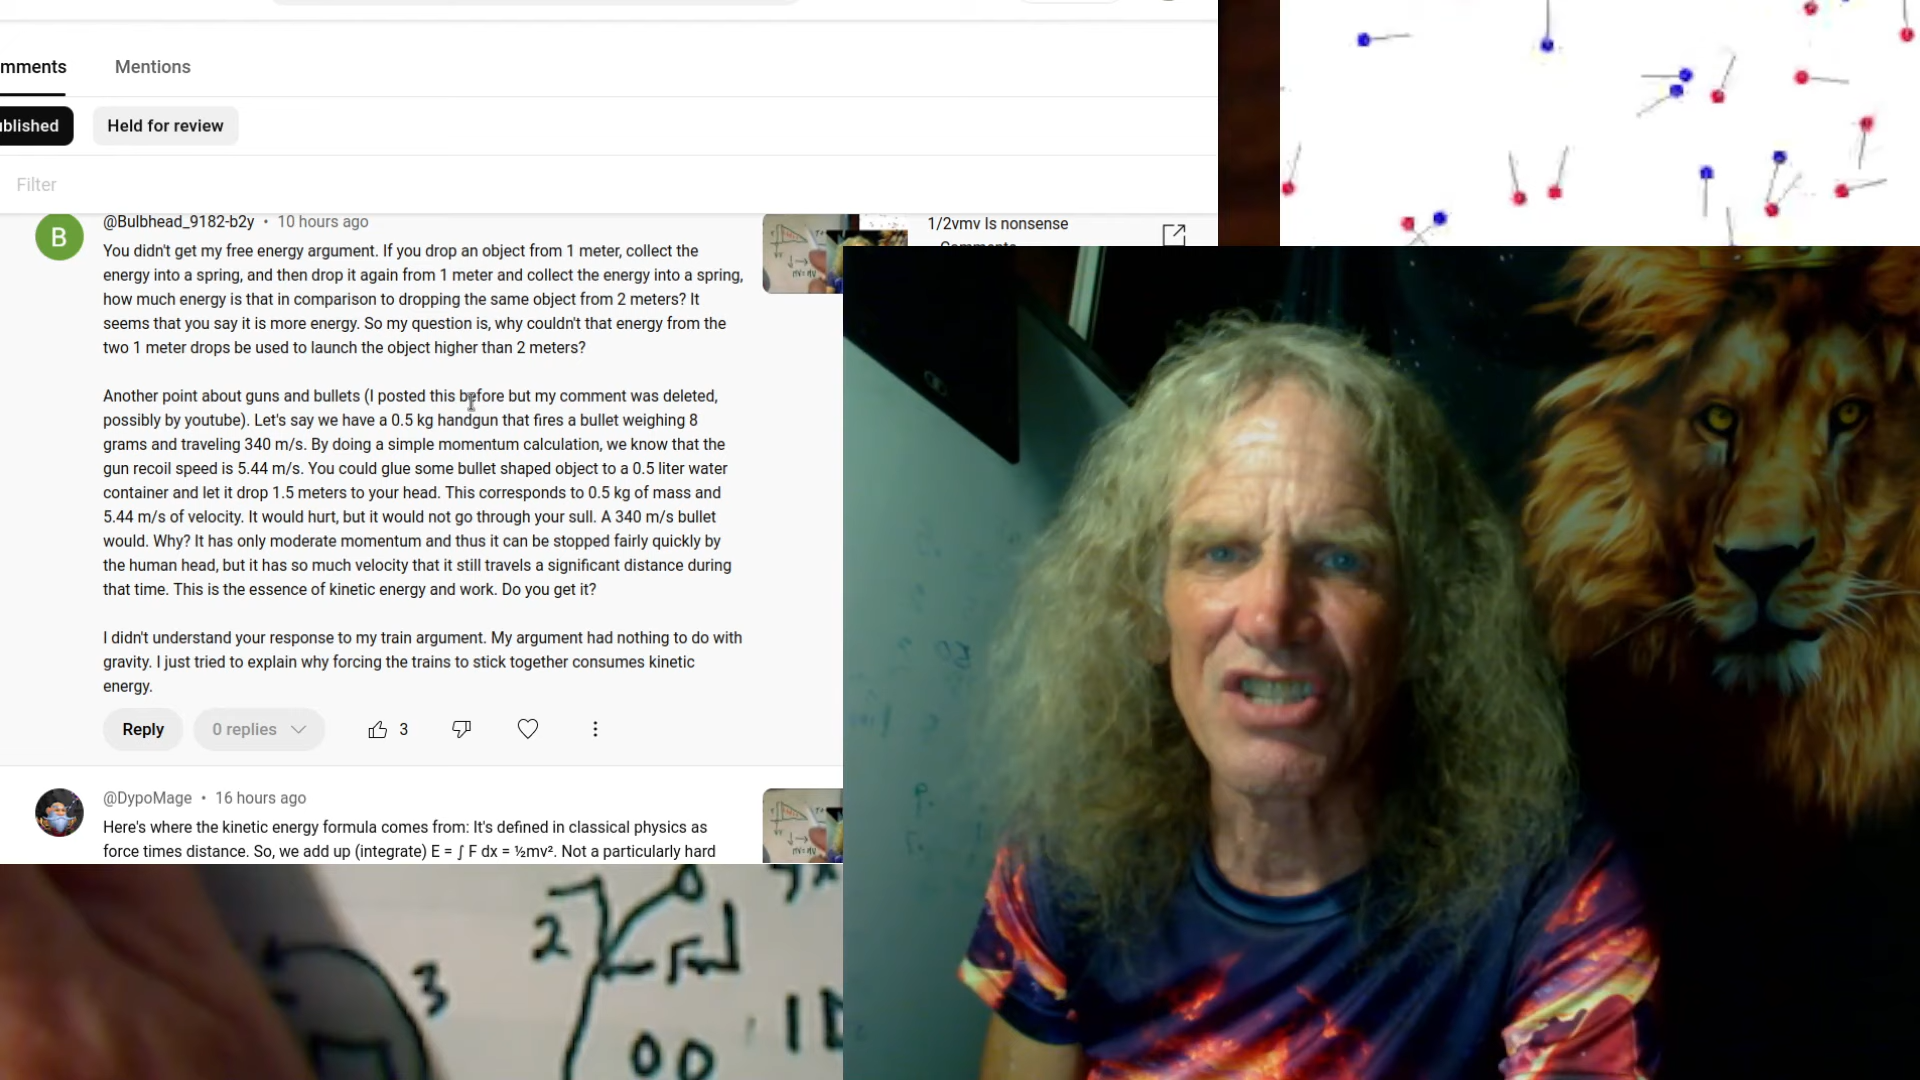 mments Mentions
ublished Held for review
Filter
@Bulbhead_9182-b2y • 10 hours ago
You didn't get my free energy argument. If you drop an object from 1 meter, collect the
energy into a spring, and then drop it again from 1 meter and collect the energy into a spring,
how much energy is that in comparison to dropping the same object from 2 meters? It
seems that you say it is more energy. So my question is, why couldn't that energy from the
two 1 meter drops be used to launch the object higher than 2 meters?
Another point about guns and bullets (I posted this before but my comment was deleted,
possibly by youtube). Let's say we have a 0.5 kg handgun that fires a bullet weighing 8
grams and traveling 340 m/s. By doing a simple momentum calculation, we know that the
gun recoil speed is 5.44 m/s. You could glue some bullet shaped object to a 0.5 liter water
container and let it drop 1.5 meters to your head. This corresponds to 0.5 kg of mass and
5.44 m/s of velocity. It would hurt, but it would not go through your sull. A 340 m/s bullet
would. Why? It has only moderate momentum and thus it can be stopped fairly quickly by
the human head, but it has so much velocity that it still travels a significant distance during
that time. This is the essence of kinetic energy and work. Do you get it?
I didn't understand your response to my train argument. My argument had nothing to do with
gravity. I just tried to explain why forcing the trains to stick together consumes kinetic
energy.
Reply 0 replies 3
1/2vmv Is nonsense
B
@DypoMage • 16 hours ago
Here's where the kinetic energy formula comes from: It's defined in classical physics as
force times distance. So, we add up (integrate) E = ∫ F dx = ½mv². Not a particularly hard
2
3
00